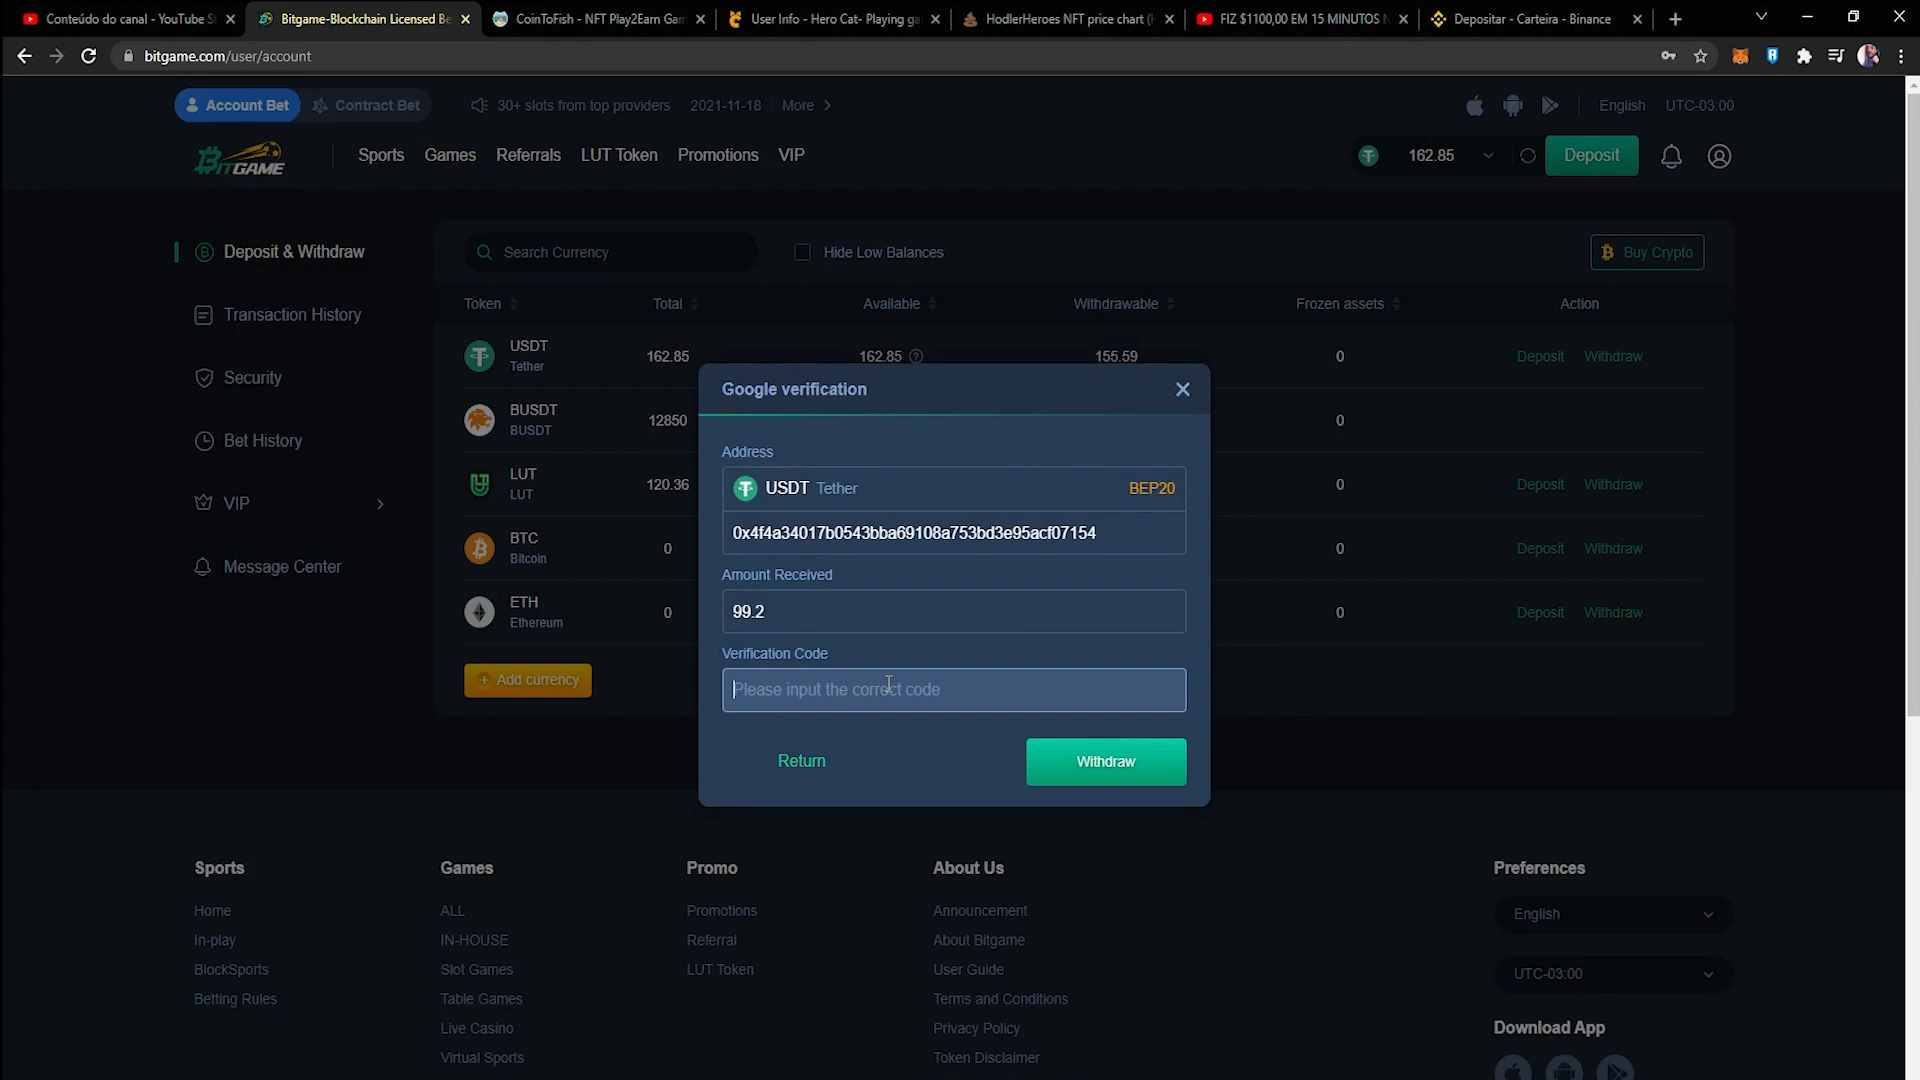 Conteúdo do canal - YouTube S
Bitgame-Blockchain Licensed Be
CoinToFish - NFT Play2Earn Gam
User Info - Hero Cat- Playing ga
HodlerHeroes NFT price chart (H
FIZ $1100,00 EM 15 MINUTOS N
Depositar - Carteira - Binance
bitgame.com/user/account
Account Bet
Contract Bet
30+ slots from top providers
2021-11-18
More
English
UTC-03:00
BITGAME
Sports
Games
Referrals
LUT Token
Promotions
VIP
162.85
Deposit
Deposit & Withdraw
Transaction History
Security
Bet History
VIP
Message Center
Search Currency
Hide Low Balances
Buy Crypto
Token
Total
Available
Withdrawable
Frozen assets
Action
USDT
Tether
162.85
162.85
155.59
0
Deposit
Withdraw
BUSDT
BUSDT
12850
0
LUT
LUT
120.36
0
Deposit
Withdraw
BTC
Bitcoin
0
0
Deposit
Withdraw
ETH
Ethereum
0
0
Deposit
Withdraw
+ Add currency
Google verification
Address
USDT Tether
BEP20
0x4f4a34017b0543bba69108a753bd3e95acf07154
Amount Received
99.2
Verification Code
Please input the correct code
Return
Withdraw
Sports
Home
In-play
BlockSports
Betting Rules
Games
ALL
IN-HOUSE
Slot Games
Table Games
Live Casino
Virtual Sports
Promo
Promotions
Referral
LUT Token
About Us
Announcement
About Bitgame
User Guide
Terms and Conditions
Privacy Policy
Token Disclaimer
Preferences
English
UTC-03:00
Download App